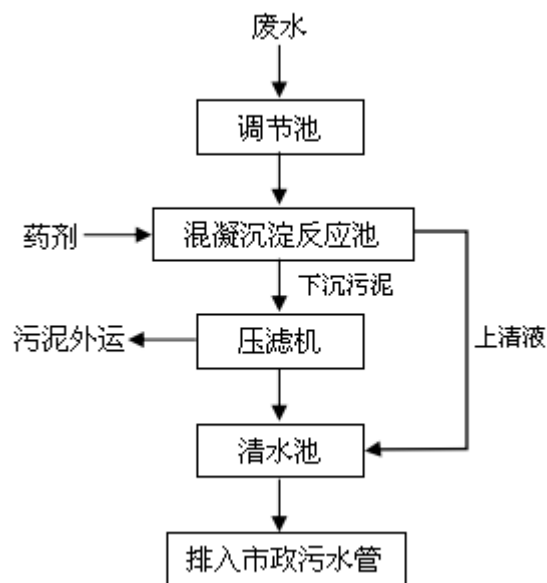 废水
调节池
药剂
混凝沉淀反应池
下沉污泥
污泥外运
压滤机
上清液
清水池
排入市政污水管